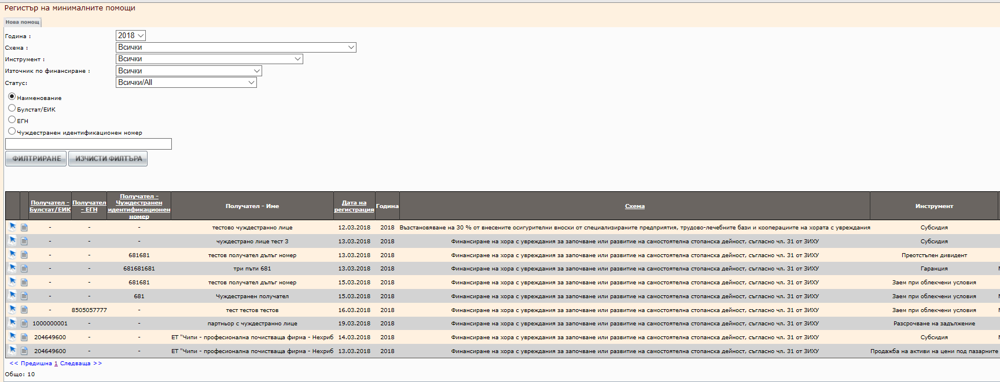 Регистър на минималните помощи
Нова помощ
Година : 2018
Схема : Всички
Инструмент : Всички
Източник по финансиране : Всички
Статус: Всички/All
Наименование
Булстат/ЕИК
ЕГН
Чуждестранен идентификационен номер
ФИЛТРИРАНЕ ИЗЧИСТИ ФИЛТЪРА
Получател - Булстат/ЕИК Получател - ЕГН Получател - Чуждестранен идентификационен номер Получател - Име Дата на регистрация Година Схема Инструмент
- - - тестово чуждестранно лице 12.03.2018 2018 Възстановяване на 30 % от внесените осигурителни вноски от специализираните предприятия, трудово-лечебните бази и кооперациите на хората с увреждания Субсидия
- - - чуждестрано лице тест 3 13.03.2018 2018 Финансиране на хора с увреждания за започване или развитие на самостоятелна стопанска дейност, съгласно чл. 31 от ЗИХУ Субсидия
- - 681681 тестов получател дълъг номер 13.03.2018 2018 Финансиране на хора с увреждания за започване или развитие на самостоятелна стопанска дейност, съгласно чл. 31 от ЗИХУ Преотстъпен дивидент
- - 681681681 три пъти 681 13.03.2018 2018 Финансиране на хора с увреждания за започване или развитие на самостоятелна стопанска дейност, съгласно чл. 31 от ЗИХУ Гаранция
- - 681681 тестов получател дълъг номер 15.03.2018 2018 Финансиране на хора с увреждания за започване или развитие на самостоятелна стопанска дейност, съгласно чл. 31 от ЗИХУ Заем при облекчени условия
- - 681 Чуждестранен получател 15.03.2018 2018 Финансиране на хора с увреждания за започване или развитие на самостоятелна стопанска дейност, съгласно чл. 31 от ЗИХУ Заем при облекчени условия
- 8505057777 - тест тестов тестов 16.03.2018 2018 Финансиране на хора с увреждания за започване или развитие на самостоятелна стопанска дейност, съгласно чл. 31 от ЗИХУ Заем при облекчени условия
1000000001 - - партньор с чуждестранно лице 19.03.2018 2018 Финансиране на хора с увреждания за започване или развитие на самостоятелна стопанска дейност, съгласно чл. 31 от ЗИХУ Разсрочване на задължение
204649600 - - ЕТ "Чипи - професионална почистваща фирма - Нехриб 14.03.2018 2018 Финансиране на хора с увреждания за започване или развитие на самостоятелна стопанска дейност, съгласно чл. 31 от ЗИХУ Субсидия
204649600 - - ЕТ "Чипи - професионална почистваща фирма - Нехриб 13.03.2018 2018 Финансиране на хора с увреждания за започване или развитие на самостоятелна стопанска дейност, съгласно чл. 31 от ЗИХУ Продажба на активи на цени под пазарните
<< Предишна 1 Следваща >>
Общо: 10